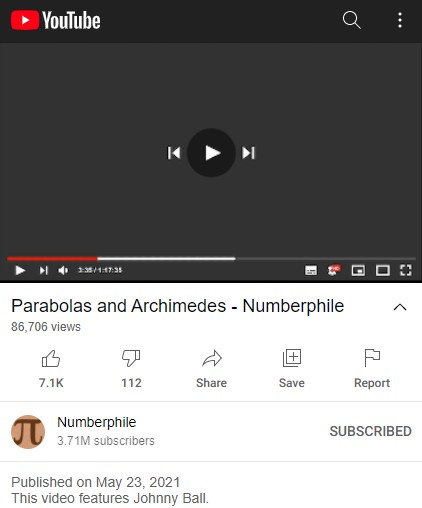 YouTube
3:35 / 1:17:35
Parabolas and Archimedes - Numberphile
86,706 views
7.1K
112
Share
Save
Report
Numberphile
3.71M subscribers
SUBSCRIBED
Published on May 23, 2021
This video features Johnny Ball.